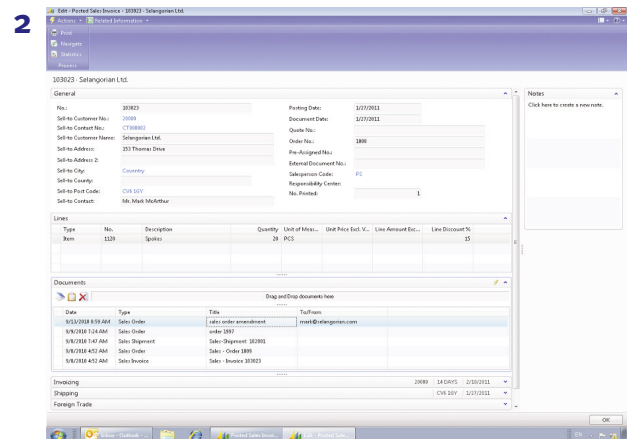 2
Edit - Posted Sales Invoice - 103023 - Selangorian Ltd.
Actions Related Information
Print
Navigate
Statistics
Process
103023 · Selangorian Ltd.
General
No.: 103023 Posting Date: 1/27/2011
Sell-to Customer No.: 20000 Document Date: 1/27/2011
Sell-to Contact No.: CT000002 Quote No.:
Sell-to Customer Name: Selangorian Ltd. Order No.:
Sell-to Address: 153 Thomas Drive Pre-Assigned No.:
Sell-to Address 2: External Document No.:
Sell-to City: Coventry Salesperson Code: PS
Sell-to County: Responsibility Center:
Sell-to Post Code: CV6 1GY No. Printed: 1
Sell-to Contact: Mr. Mark McArthur
Notes
Click here to create a new note.
Lines
Type No. Description Quantity Unit of Meas... Unit Price Excl. V... Line Amount Exc... Line Discount %
Item 1120 Spokes 20 PCS 15
Documents
Drag and Drop documents here
Date Type Title To/From
9/13/2010 8:59 AM Sales Order sales order amendment mark@selangorian.com
9/9/2010 7:24 AM Sales Order order 1997
9/8/2010 7:47 AM Sales Shipment Sales-Shipment 102001
9/8/2010 4:52 AM Sales Order Sales - Order 1009
9/8/2010 4:52 AM Sales Invoice Sales - Invoice 103023
Invoicing 20000 14 DAYS 2/10/2011
Shipping CV6 1GY 1/27/2011
Foreign Trade
OK
Inbox - Outlook - ... Posted Sales Invoi... Edit - Posted Sale... EN